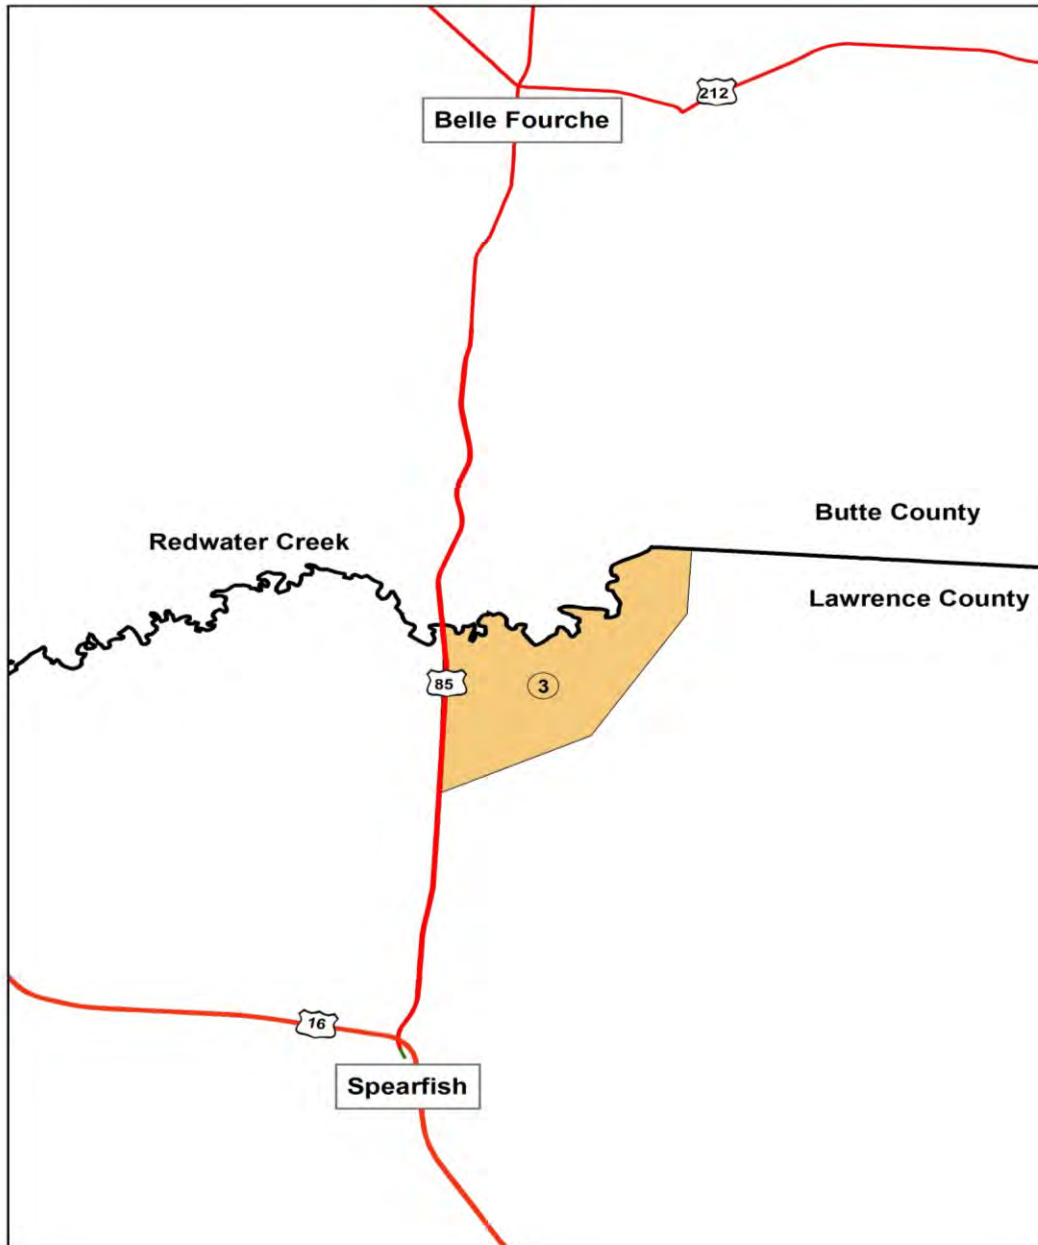 212
Belle Fourche
Butte County
Redwater Creek
Lawrence County
85
3
16
Spearfish